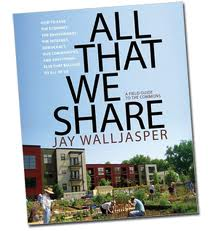 HOW TO SAVE
THE ECONOMY,
THE ENVIRONMENT,
THE INTERNET,
DEMOCRACY,
OUR COMMUNITIES,
AND EVERYTHING
ELSE THAT BELONGS
TO ALL OF US
ALL
THAT
WE
SHARE
A FIELD GUIDE
TO THE COMMONS
JAY WALLJASPER